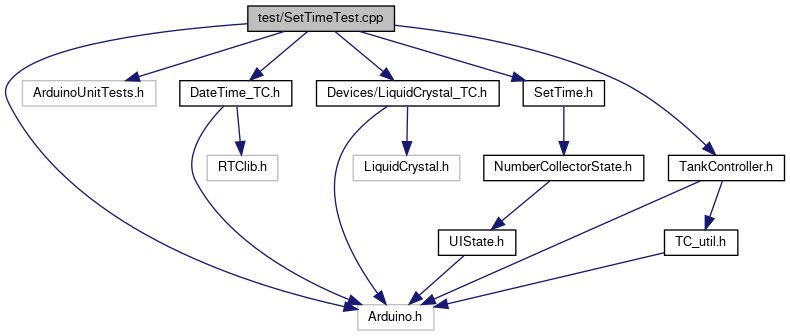 test/SetTimeTest.cpp
ArduinoUnitTests.h
DateTime_TC.h
Devices/LiquidCrystal_TC.h
SetTime.h
RTClib.h
LiquidCrystal.h
NumberCollectorState.h
TankController.h
UIState.h
TC_util.h
Arduino.h